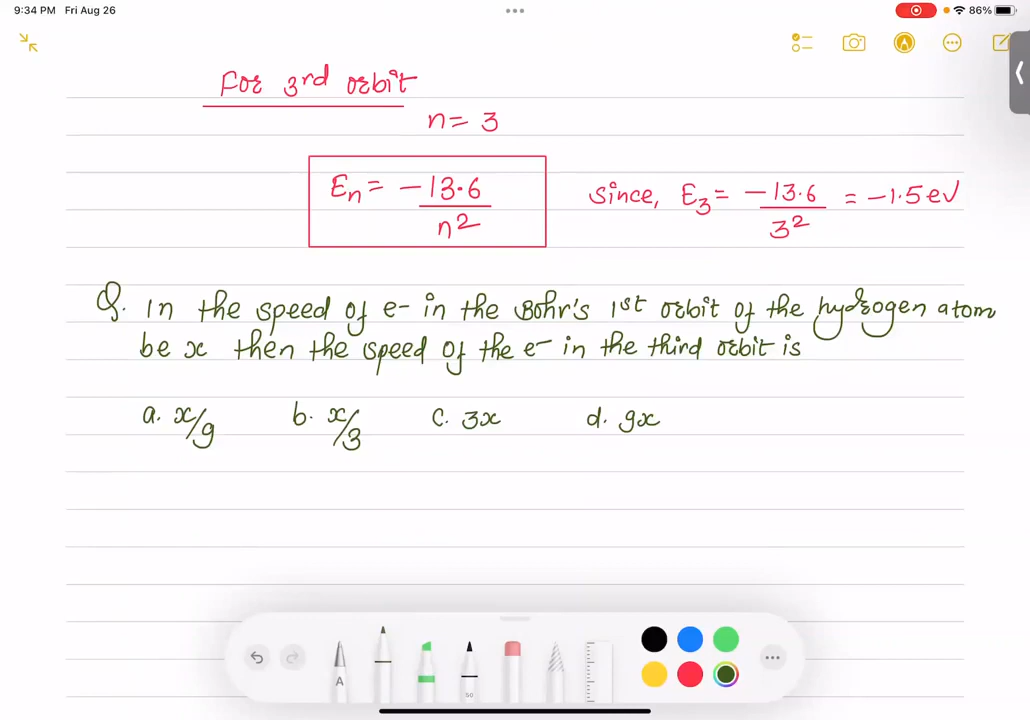 9:34 PM Fri Aug 26
86%
For 3rd orbit
n = 3
En = -13.6/n² since, E3 = -13.6/3² = -1.5 eV
Q. In the speed of e- in the Bohr's 1st orbit of the hydrogen atom
be x then the speed of the e- in the third orbit is
a. x/9 b. x/3 c. 3x d. 9x
A
50